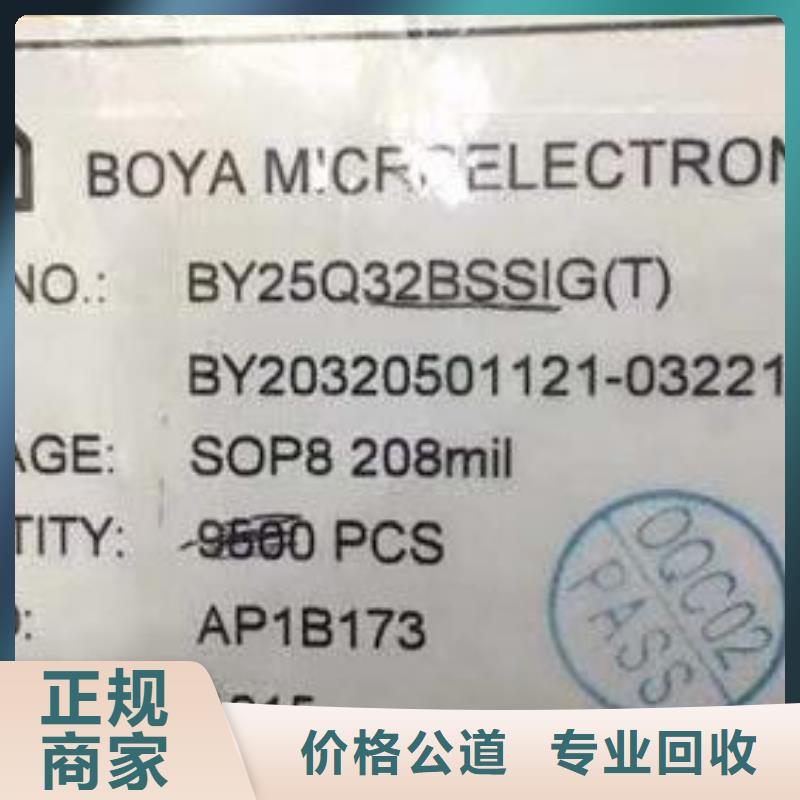 BOYA MICROELECTRON
NO.: BY25Q32BSSIG(T)
BY20320501121-03221
AGE: SOP8 208mil
TITY: 9500 PCS
: AP1B173
OQC02
PASS
正规
商家
价格公道 专业回收